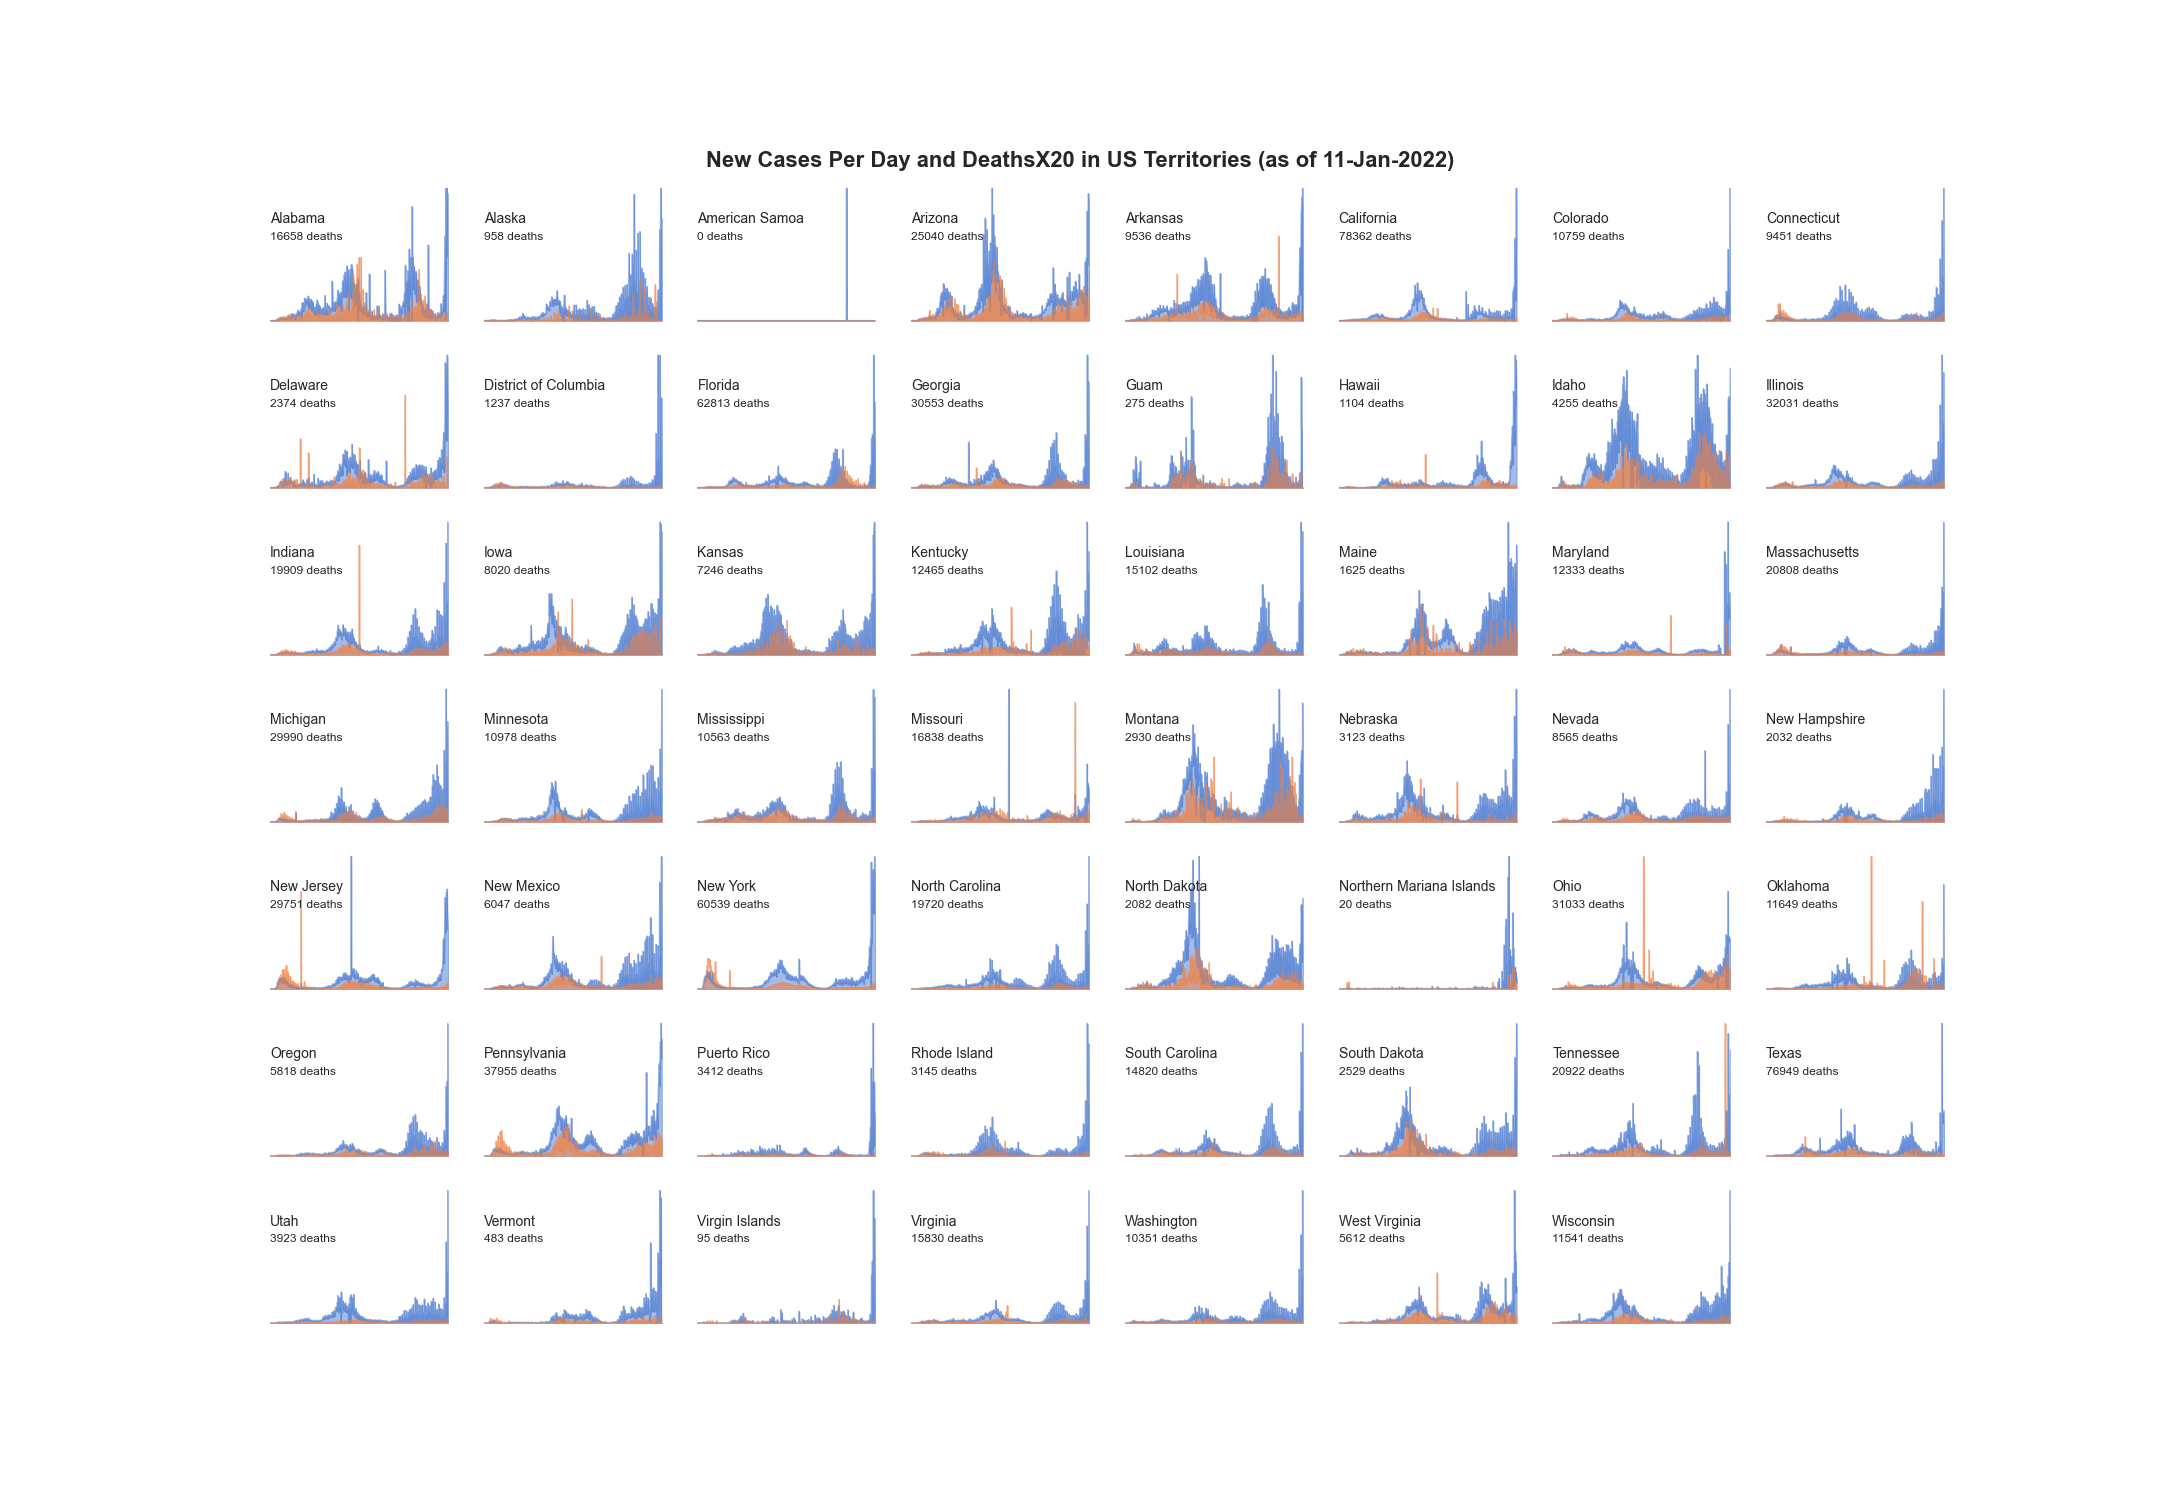 New Cases Per Day and DeathsX20 in US Territories (as of 11-Jan-2022)
Alabama
16658 deaths
Alaska
958 deaths
American Samoa
0 deaths
Arizona
25040 deaths
Arkansas
9536 deaths
California
78362 deaths
Colorado
10759 deaths
Connecticut
9451 deaths
Delaware
2374 deaths
District of Columbia
1237 deaths
Florida
62813 deaths
Georgia
30553 deaths
Guam
275 deaths
Hawaii
1104 deaths
Idaho
4255 deaths
Illinois
32031 deaths
Indiana
19909 deaths
Iowa
8020 deaths
Kansas
7246 deaths
Kentucky
12465 deaths
Louisiana
15102 deaths
Maine
1625 deaths
Maryland
12333 deaths
Massachusetts
20808 deaths
Michigan
29990 deaths
Minnesota
10978 deaths
Mississippi
10563 deaths
Missouri
16838 deaths
Montana
2930 deaths
Nebraska
3123 deaths
Nevada
8565 deaths
New Hampshire
2032 deaths
New Jersey
29751 deaths
New Mexico
6047 deaths
New York
60539 deaths
North Carolina
19720 deaths
North Dakota
2082 deaths
Northern Mariana Islands
20 deaths
Ohio
31033 deaths
Oklahoma
11649 deaths
Oregon
5818 deaths
Pennsylvania
37955 deaths
Puerto Rico
3412 deaths
Rhode Island
3145 deaths
South Carolina
14820 deaths
South Dakota
2529 deaths
Tennessee
20922 deaths
Texas
76949 deaths
Utah
3923 deaths
Vermont
483 deaths
Virgin Islands
95 deaths
Virginia
15830 deaths
Washington
10351 deaths
West Virginia
5612 deaths
Wisconsin
11541 deaths